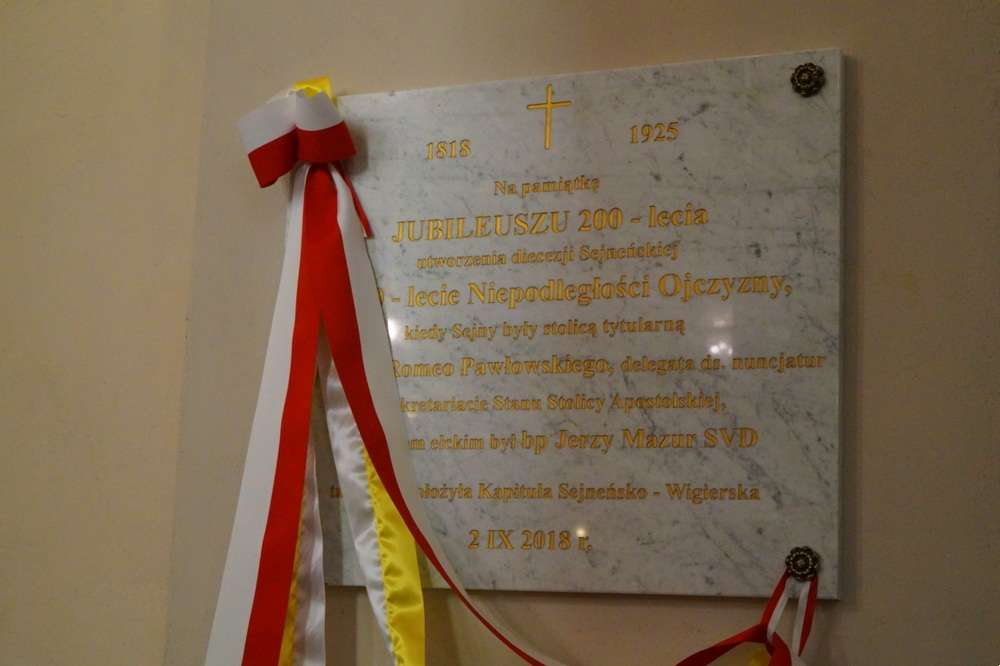 1818 1925
Na pamiątkę
JUBILEUSZU 200 - lecia
utworzenia diecezji Sejneńskiej
- lecie Niepodległości Ojczyzny,
kiedy Sejny były stolicą tytularną
Romeo Pawłowskiego, delegata ds. nuncjatur
Stanu Stolicy Apostolskiej,
ełckim był bp Jerzy Mazur SVD
Kapituła Sejneńsko - Wigierska
2 IX 2018 r.